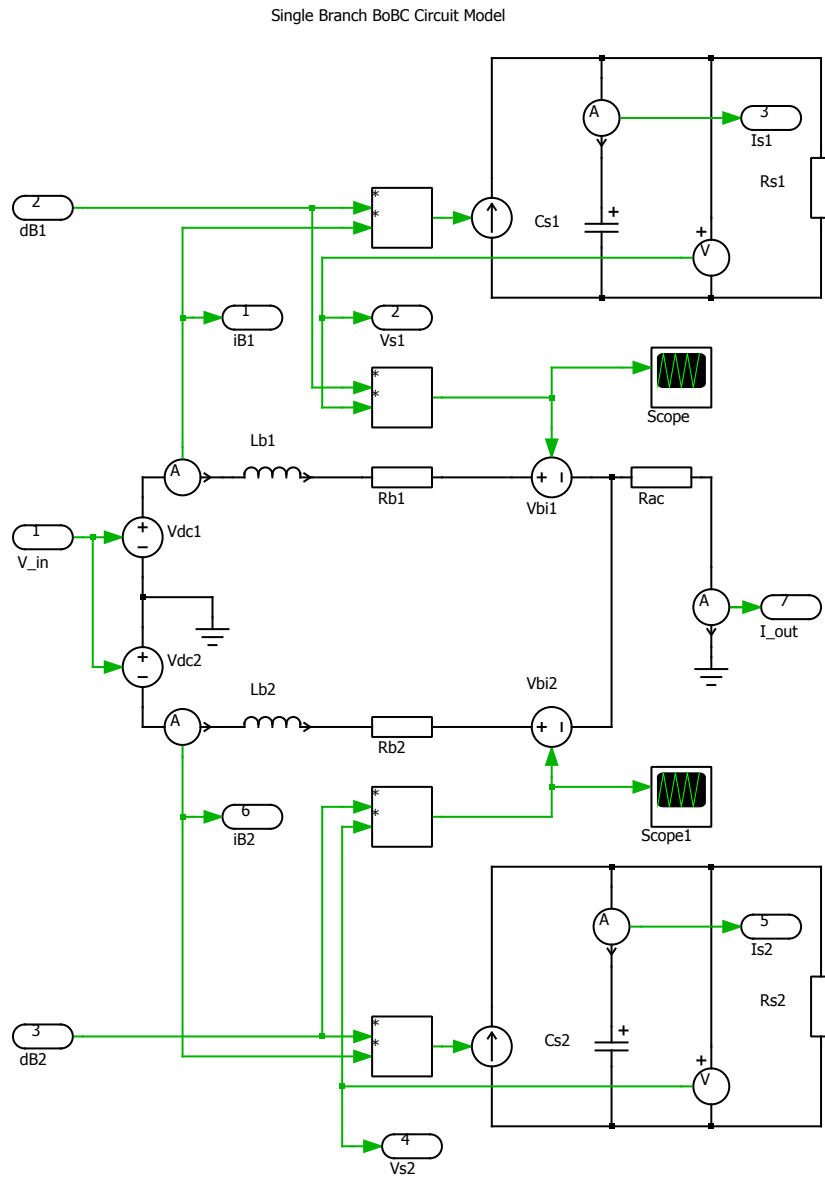 Single Branch BoBC Circuit Model
A
3
Is1
Rs1
2
dB1
*
*
Cs1
+
+
V
1
iB1
2
Vs1
*
*
Scope
Lb1
A
Rb1
+ −
Vbi1
Rac
1
V_in
+
−
Vdc1
A
7
I_out
+
−
Vdc2
Vbi2
Lb2
A
Rb2
+ −
*
*
6
iB2
Scope1
A
5
Is2
Rs2
3
dB2
*
*
Cs2
+
+
V
4
Vs2